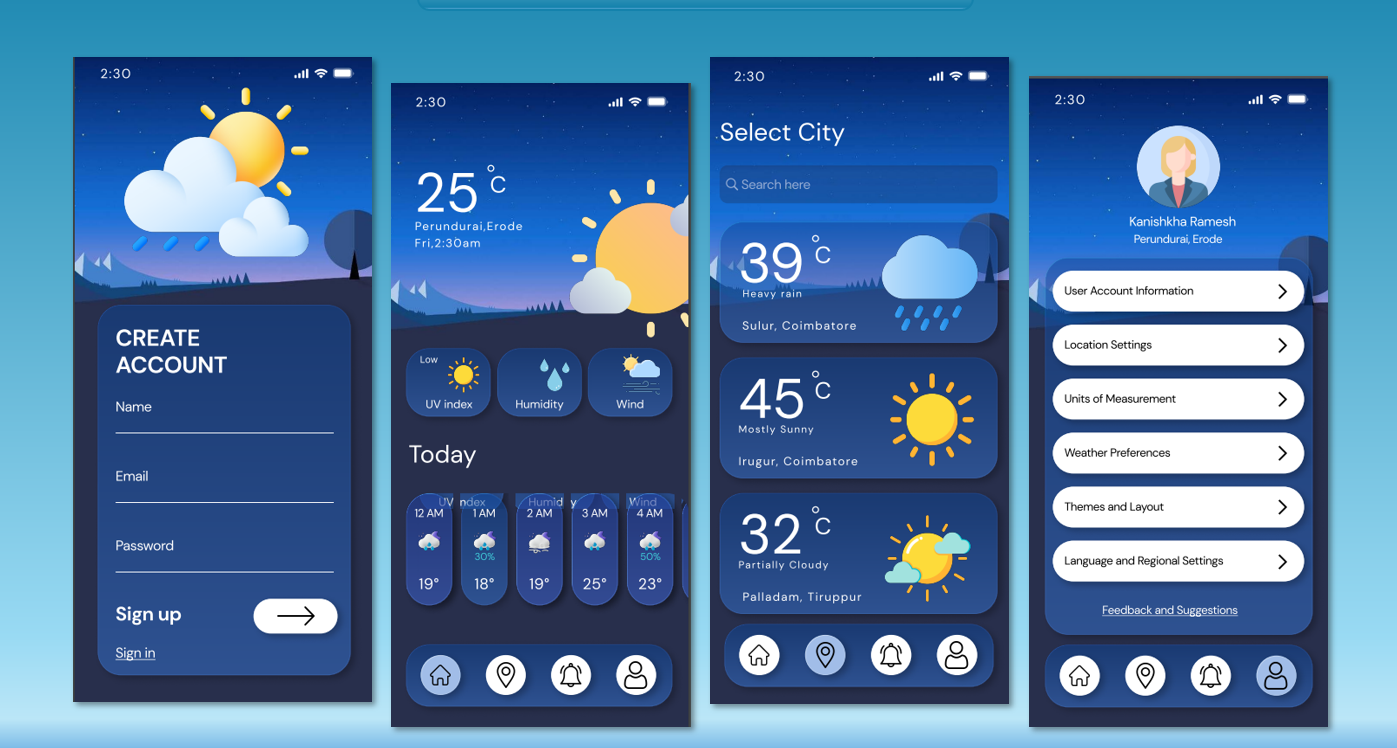 2:30
CREATE
ACCOUNT
Name
Email
Password
Sign up
Sign in
2:30
25 °C
Perundurai,Erode
Fri,2:30am
Low
UV index
Humidity
Wind
Today
UV index
Humidity
Wind
12 AM
1 AM
2 AM
3 AM
4 AM
30%
50%
19°
18°
19°
25°
23°
2:30
Select City
Search here
39 °C
Heavy rain
Sulur, Coimbatore
45 °C
Mostly Sunny
Irugur, Coimbatore
32 °C
Partially Cloudy
Palladam, Tiruppur
2:30
Kanishkha Ramesh
Perundurai, Erode
User Account Information
Location Settings
Units of Measurement
Weather Preferences
Themes and Layout
Language and Regional Settings
Feedback and Suggestions